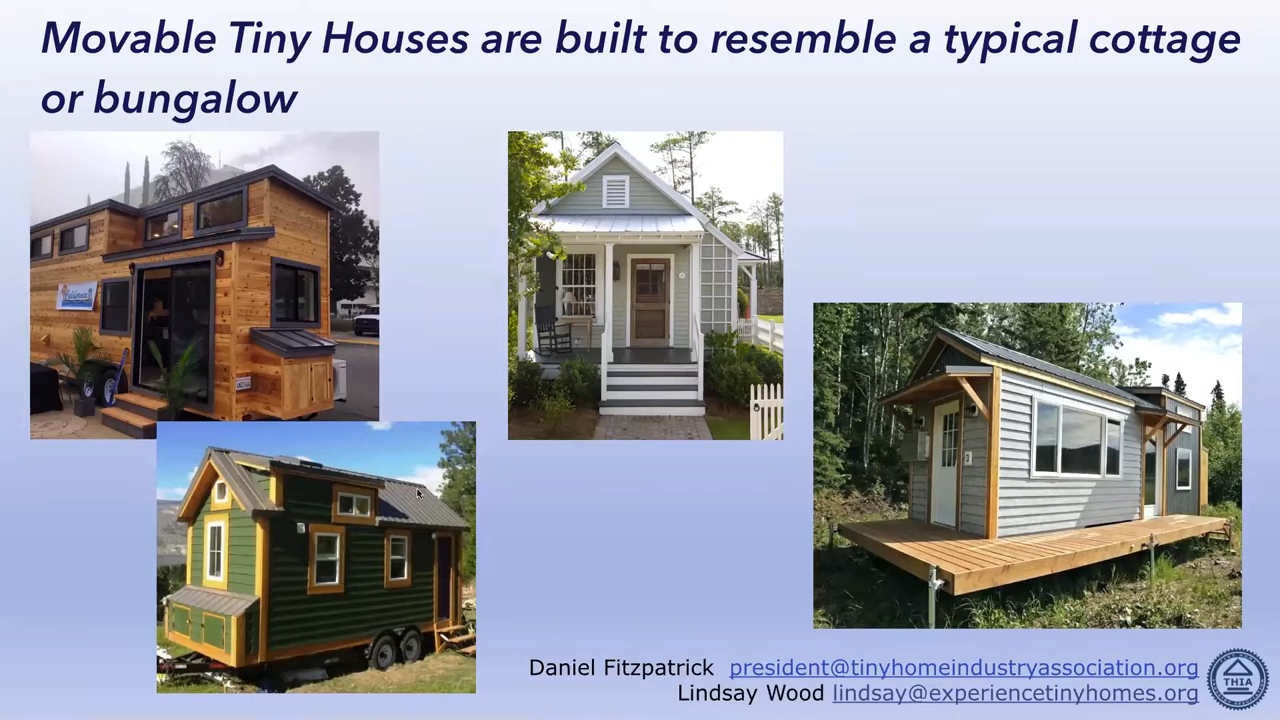 Movable Tiny Houses are built to resemble a typical cottage
or bungalow
Daniel Fitzpatrick president@tinyhomeindustryassociation.org
Lindsay Wood lindsay@experiencetinyhomes.org
THIA